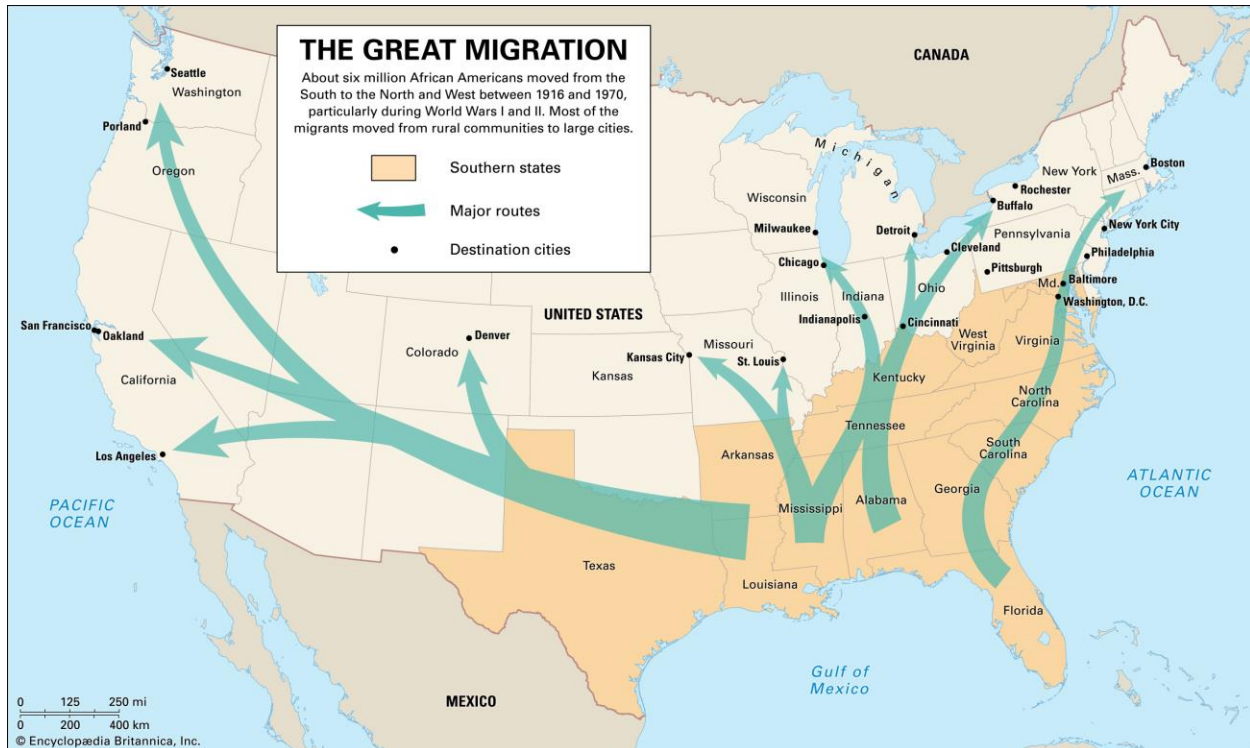 THE GREAT MIGRATION
About six million African Americans moved from the
South to the North and West between 1916 and 1970,
particularly during World Wars I and II. Most of the
migrants moved from rural communities to large cities.
Southern states
Major routes
Destination cities
CANADA
Seattle
Washington
Porland
Oregon
Michigan
Wisconsin
Milwaukee
Detroit
Chicago
New York
Mass.
Boston
Rochester
Buffalo
New York City
Pennsylvania
Cleveland
Philadelphia
Pittsburgh
Md.
Baltimore
Washington, D.C.
Ohio
Illinois
Indiana
Indianapolis
Cincinnati
San Francisco
Oakland
California
UNITED STATES
Denver
Colorado
Kansas City
Missouri
St. Louis
Kansas
West
Virginia
Virginia
Kentucky
North
Carolina
Tennessee
South
Carolina
Los Angeles
Arkansas
Georgia
Mississippi
Alabama
PACIFIC
OCEAN
ATLANTIC
OCEAN
Texas
Louisiana
Florida
Gulf of
Mexico
MEXICO
0 125 250 mi
0 200 400 km
© Encyclopædia Britannica, Inc.